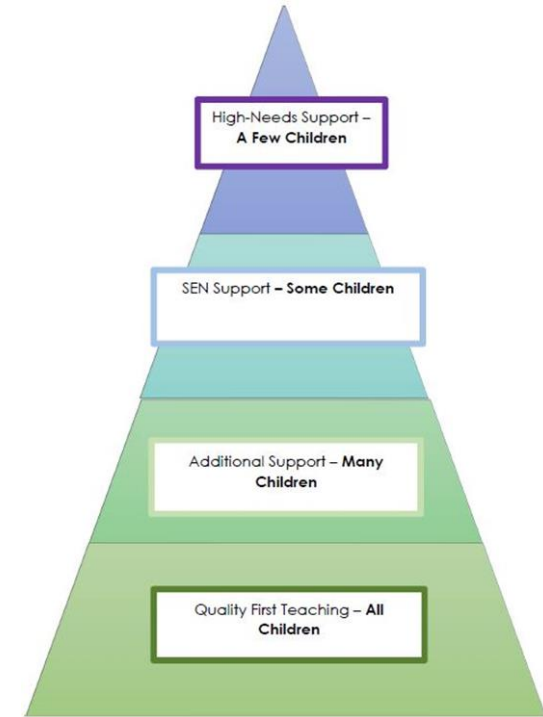 High-Needs Support –
A Few Children
SEN Support – Some Children
Additional Support – Many
Children
Quality First Teaching – All
Children